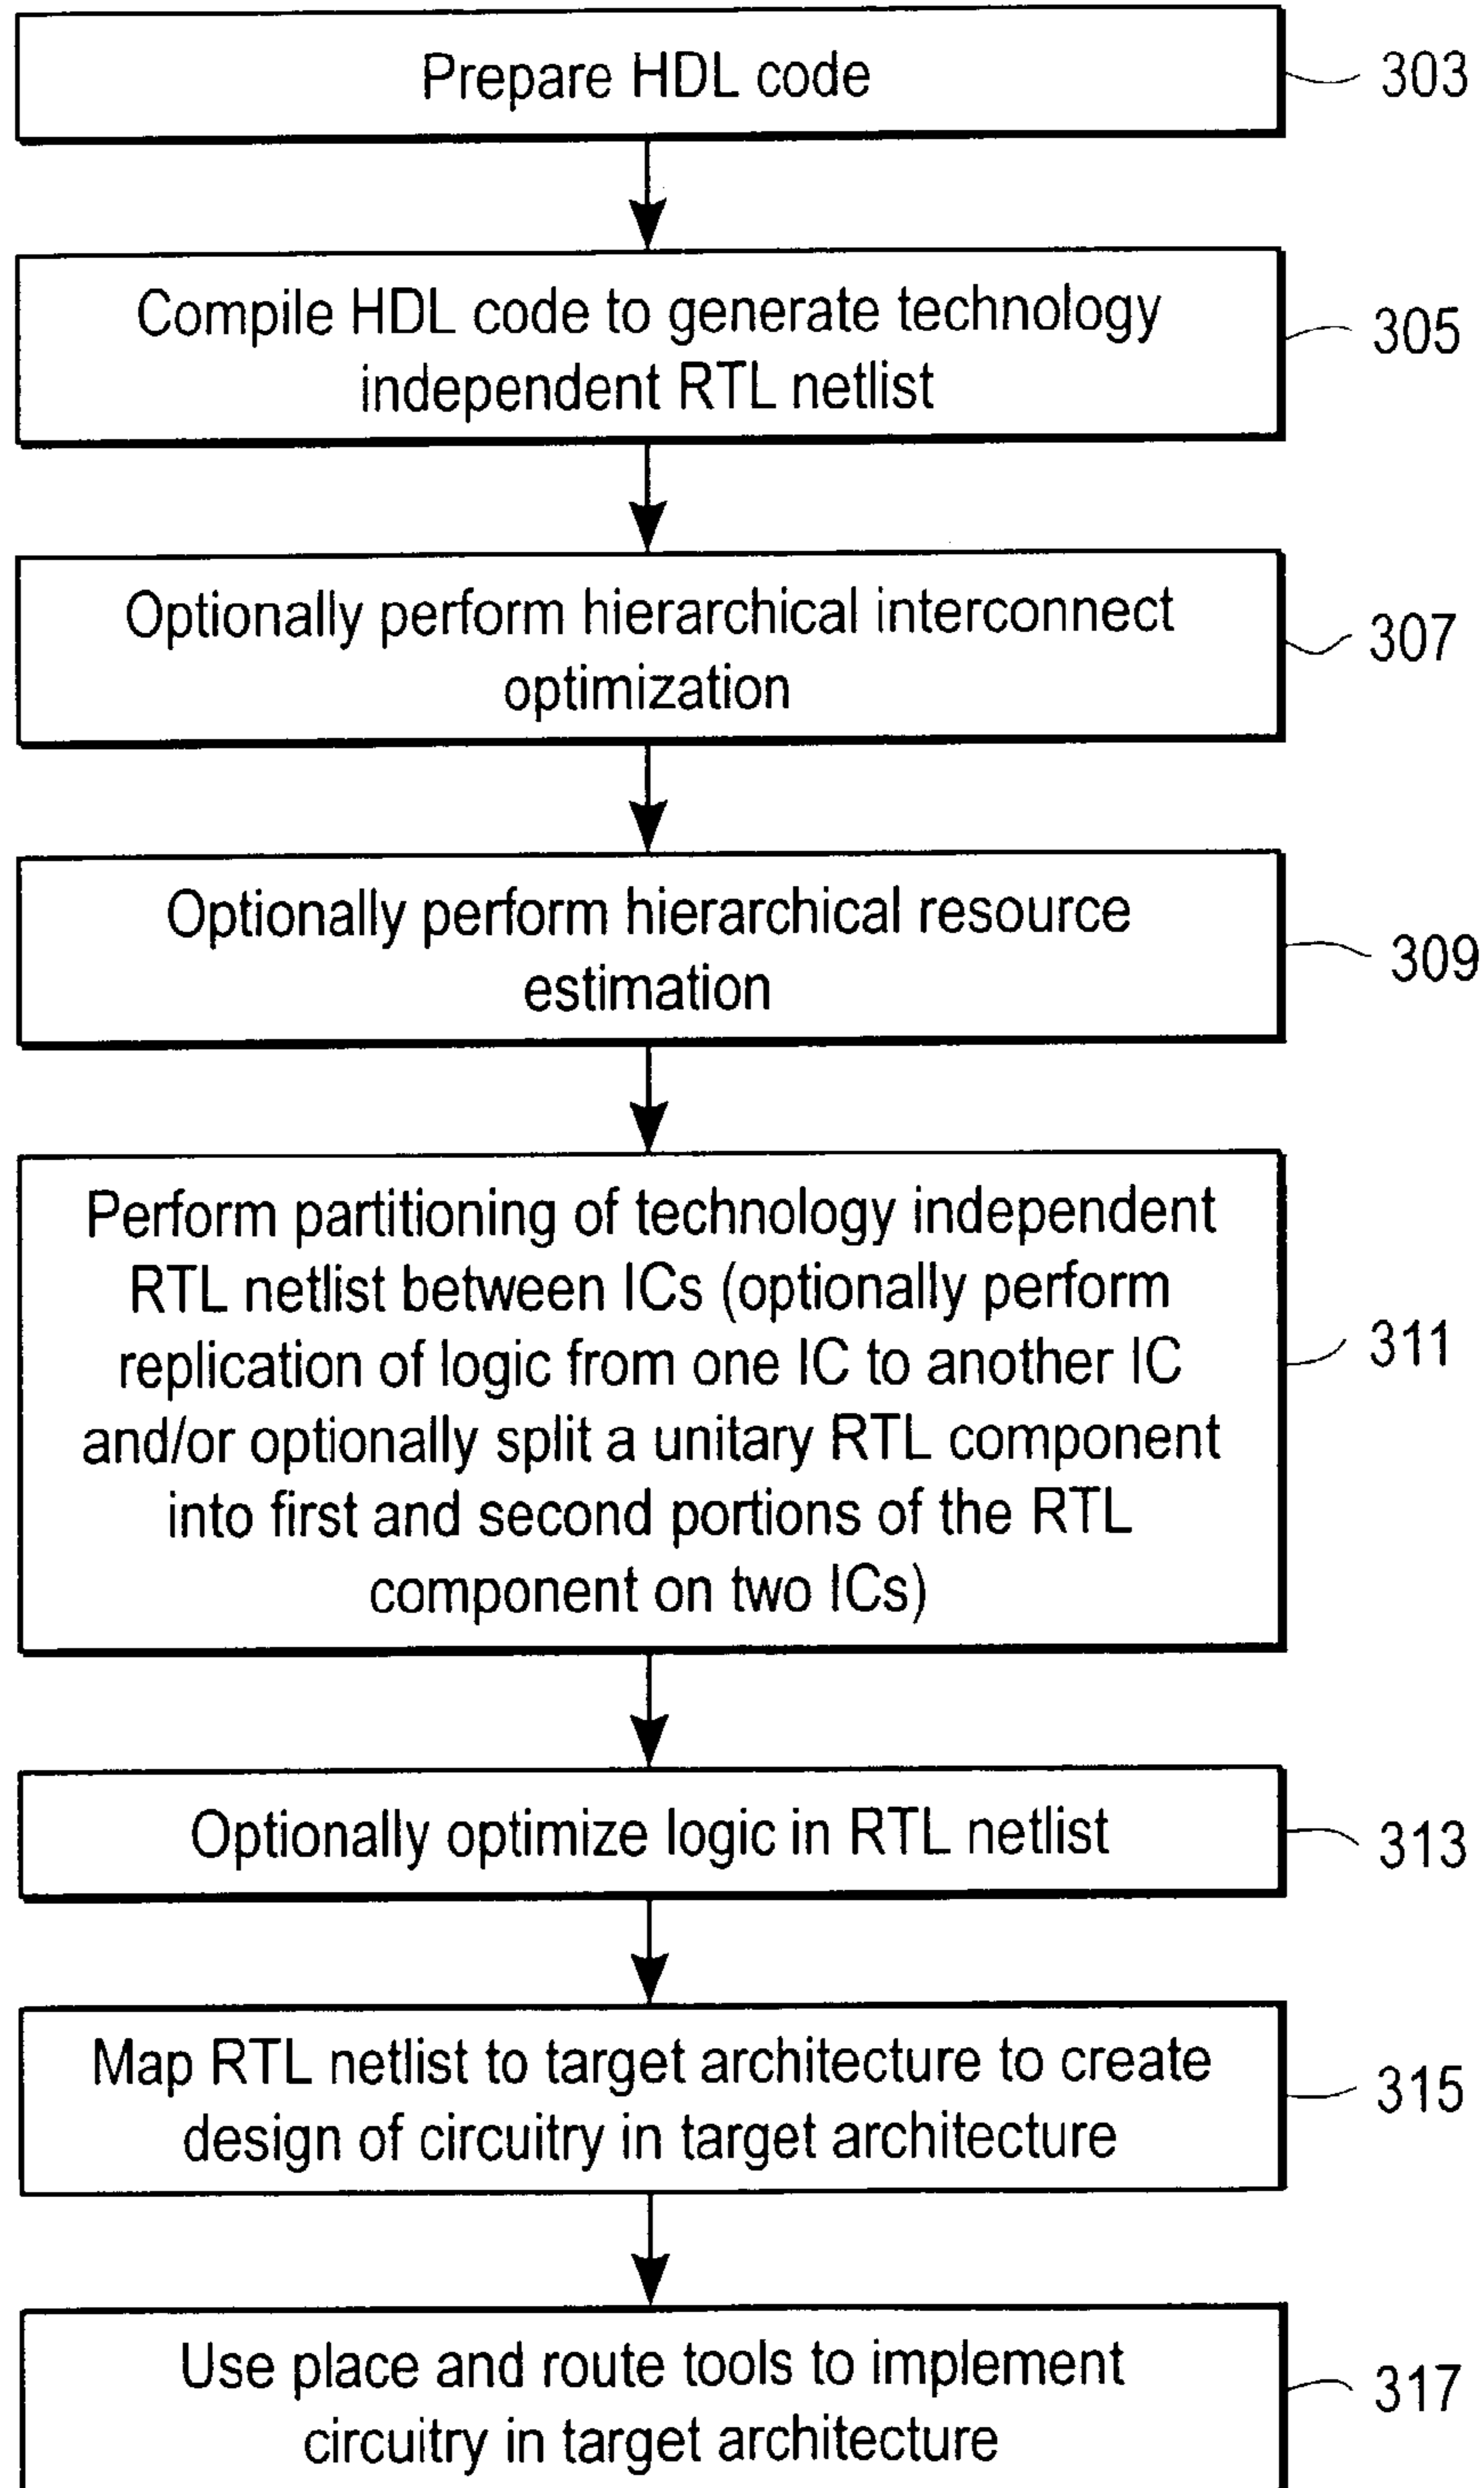 Prepare HDL code
303
Compile HDL code to generate technology
independent RTL netlist
305
Optionally perform hierarchical interconnect
optimization
307
Optionally perform hierarchical resource
estimation
309
Perform partitioning of technology independent
RTL netlist between ICs (optionally perform
replication of logic from one IC to another IC
and/or optionally split a unitary RTL component
into first and second portions of the RTL
component on two ICs)
311
Optionally optimize logic in RTL netlist
313
Map RTL netlist to target architecture to create
design of circuitry in target architecture
315
Use place and route tools to implement
circuitry in target architecture
317